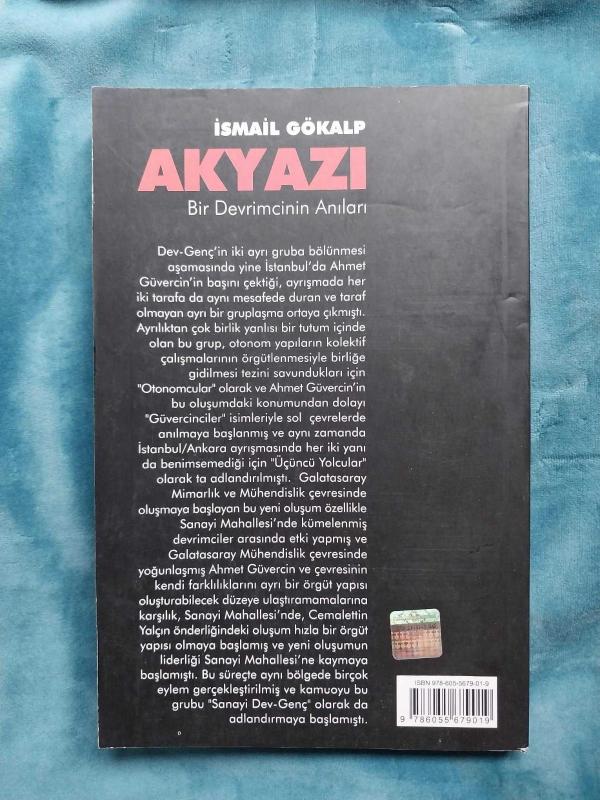 İSMAİL GÖKALP
AKYAZI
Bir Devrimcinin Anıları
Dev-Genç'in iki ayrı gruba bölünmesi
aşamasında yine İstanbul'da Ahmet
Güvercin'in başını çektiği, ayrışmada her
iki tarafa da aynı mesafede duran ve taraf
olmayan ayrı bir gruplaşma ortaya çıkmıştı.
Ayrılıktan çok birlik yanlısı bir tutum içinde
olan bu grup, otonom yapıların kolektif
çalışmalarının örgütlenmesiyle birliğe
gidilmesi tezini savundukları için
"Otonomcular" olarak ve Ahmet Güvercin'in
bu oluşumdaki konumundan dolayı
"Güvercinciler" isimleriyle sol çevrelerde
anılmaya başlanmış ve aynı zamanda
İstanbul/Ankara ayrışmasında her iki yanı
da benimsemediği için "Üçüncü Yolcular"
olarak ta adlandırılmıştı. Galatasaray
Mimarlık ve Mühendislik çevresinde
oluşmaya başlayan bu yeni oluşum özellikle
Sanayi Mahallesi'nde kümelenmiş
devrimciler arasında etki yapmış ve
Galatasaray Mühendislik çevresinde
yoğunlaşmış Ahmet Güvercin ve çevresinin
kendi farklılıklarını ayrı bir örgüt yapısı
oluşturabilecek düzeye ulaştıramamalarına
karşılık, Sanayi Mahallesi'nde, Cemalettin
Yalçın önderliğindeki oluşum hızla bir örgüt
yapısı olmaya başlamış ve yeni oluşumun
liderliği Sanayi Mahallesi'ne kaymaya
başlamıştı. Bu süreçte aynı bölgede birçok
eylem gerçekleştirilmiş ve kamuoyu bu
grubu "Sanayi Dev-Genç" olarak da
adlandırmaya başlamıştı.
ISBN 978-605-5679-01-9
9 786055 679019